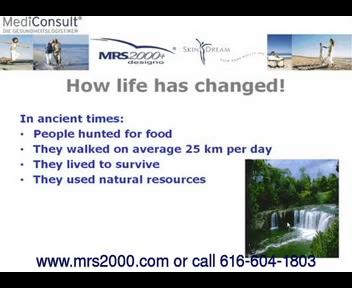 MediConsult®
DIE GESUNDHEITSLOGISTIKER
MRS2000+®
designo
SKIN DREAM
How life has changed!
In ancient times:
• People hunted for food
• They walked on average 25 km per day
• They lived to survive
• They used natural resources
www.mrs2000.com or call 616-604-1803